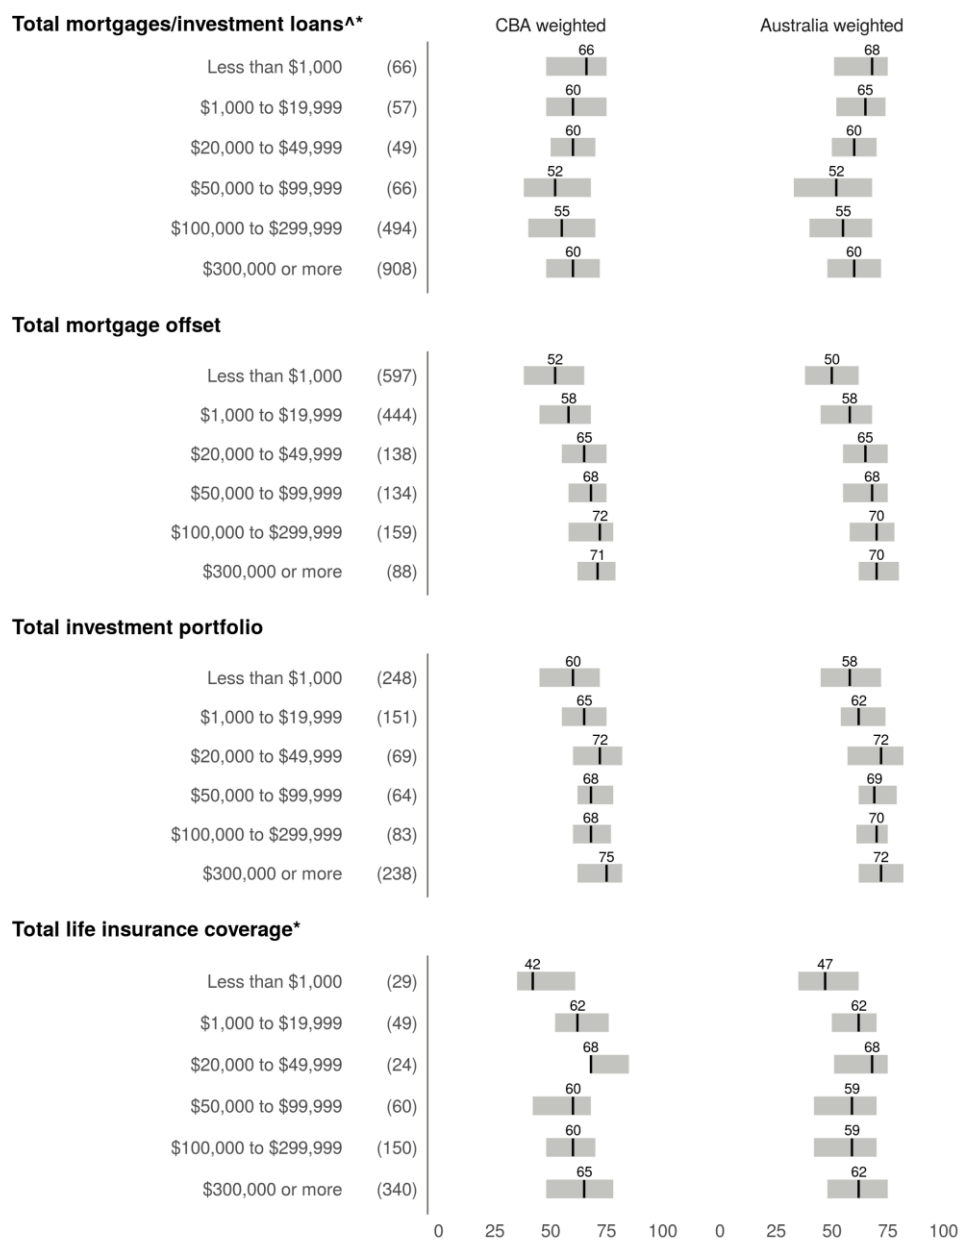 Total mortgages/investment loans^* CBA weighted Australia weighted
Less than $1,000 (66) 66 68
$1,000 to $19,999 (57) 60 65
$20,000 to $49,999 (49) 60 60
$50,000 to $99,999 (66) 52 52
$100,000 to $299,999 (494) 55 55
$300,000 or more (908) 60 60
Total mortgage offset
Less than $1,000 (597) 52 50
$1,000 to $19,999 (444) 58 58
$20,000 to $49,999 (138) 65 65
$50,000 to $99,999 (134) 68 68
$100,000 to $299,999 (159) 72 70
$300,000 or more (88) 71 70
Total investment portfolio
Less than $1,000 (248) 60 58
$1,000 to $19,999 (151) 65 62
$20,000 to $49,999 (69) 72 72
$50,000 to $99,999 (64) 68 69
$100,000 to $299,999 (83) 68 70
$300,000 or more (238) 75 72
Total life insurance coverage*
Less than $1,000 (29) 42 47
$1,000 to $19,999 (49) 62 62
$20,000 to $49,999 (24) 68 68
$50,000 to $99,999 (60) 60 59
$100,000 to $299,999 (150) 60 59
$300,000 or more (340) 65 62
0 25 50 75 100 0 25 50 75 100